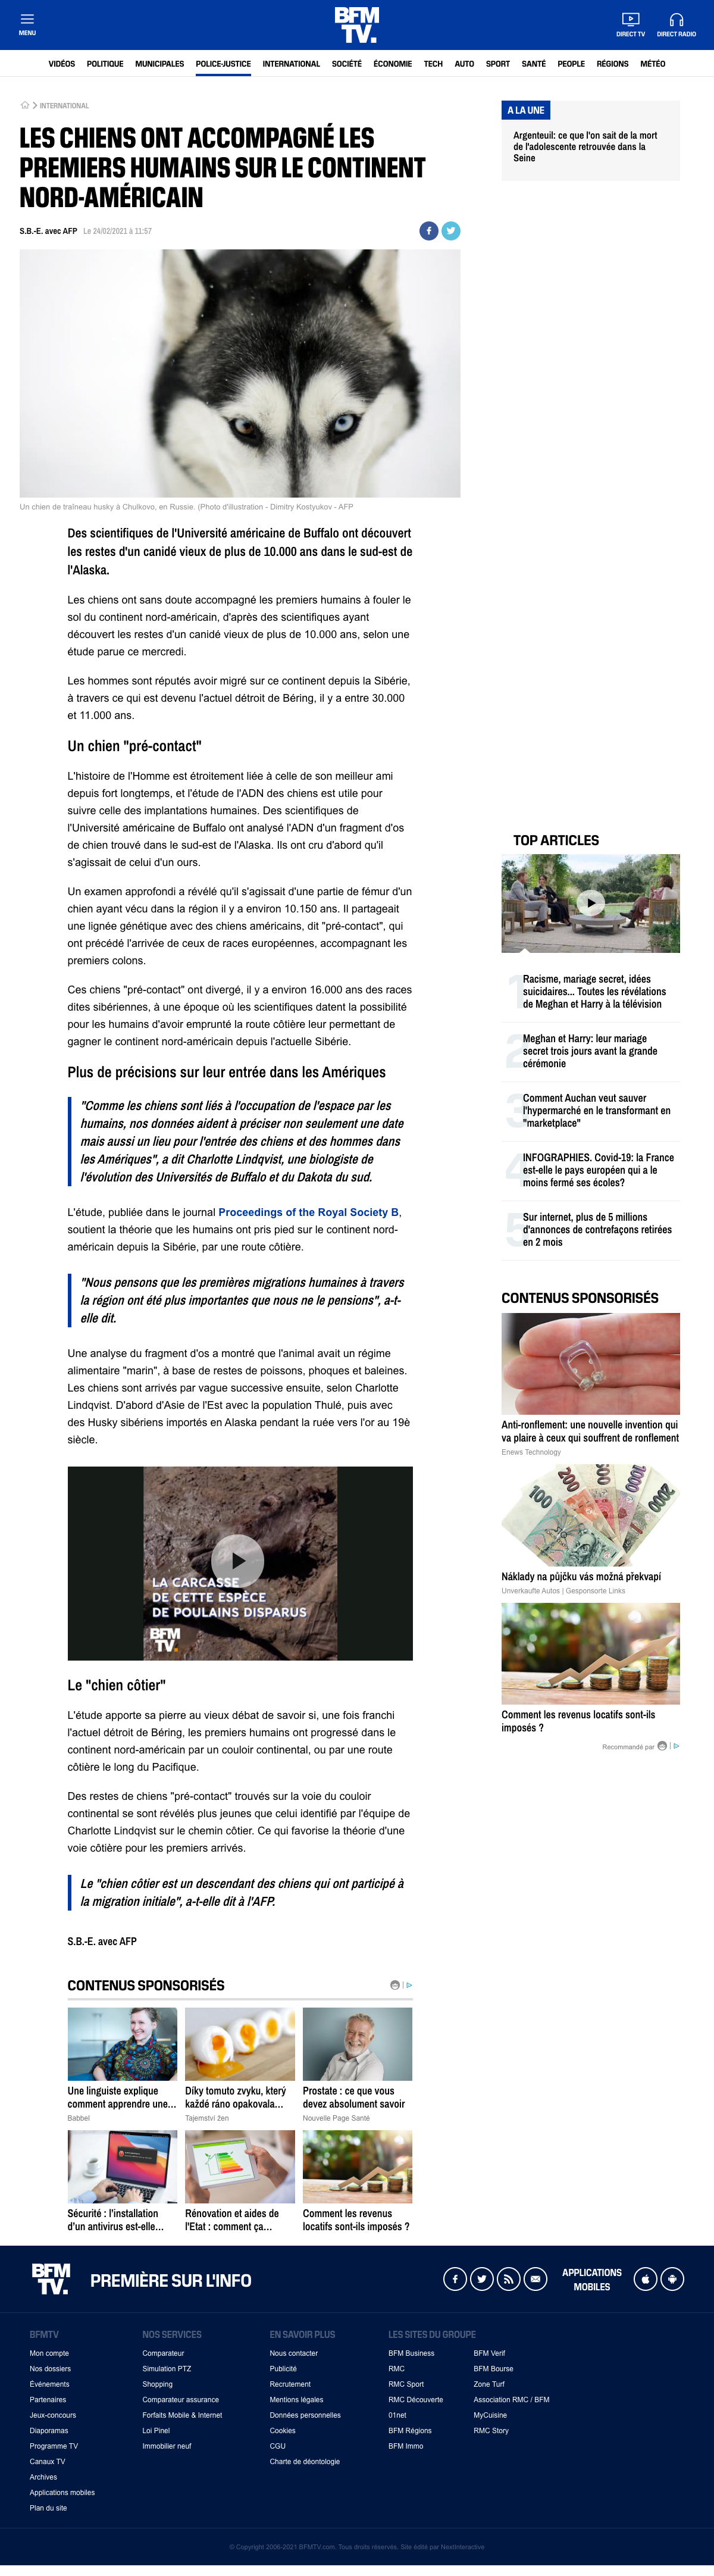 MENU
BFM
TV.
DIRECT TV
DIRECT RADIO
VIDÉOS POLITIQUE MUNICIPALES POLICE-JUSTICE INTERNATIONAL SOCIÉTÉ ÉCONOMIE TECH AUTO SPORT SANTÉ PEOPLE RÉGIONS MÉTÉO
INTERNATIONAL
LES CHIENS ONT ACCOMPAGNÉ LES
PREMIERS HUMAINS SUR LE CONTINENT
NORD-AMÉRICAIN
S.B.-E. avec AFP Le 24/02/2021 à 11:57
Un chien de traîneau husky à Chulkovo, en Russie. (Photo d'illustration - Dimitry Kostyukov - AFP
Des scientifiques de l'Université américaine de Buffalo ont découvert
les restes d'un canidé vieux de plus de 10.000 ans dans le sud-est de
l'Alaska.
Les chiens ont sans doute accompagné les premiers humains à fouler le
sol du continent nord-américain, d'après des scientifiques ayant
découvert les restes d'un canidé vieux de plus de 10.000 ans, selon une
étude parue ce mercredi.
Les hommes sont réputés avoir migré sur ce continent depuis la Sibérie,
à travers ce qui est devenu l'actuel détroit de Béring, il y a entre 30.000
et 11.000 ans.
Un chien "pré-contact"
L'histoire de l'Homme est étroitement liée à celle de son meilleur ami
depuis fort longtemps, et l'étude de l'ADN des chiens est utile pour
suivre celle des implantations humaines. Des scientifiques de
l'Université américaine de Buffalo ont analysé l'ADN d'un fragment d'os
de chien trouvé dans le sud-est de l'Alaska. Ils ont cru d'abord qu'il
s'agissait de celui d'un ours.
Un examen approfondi a révélé qu'il s'agissait d'une partie de fémur d'un
chien ayant vécu dans la région il y a environ 10.150 ans. Il partageait
une lignée génétique avec des chiens américains, dit "pré-contact", qui
ont précédé l'arrivée de ceux de races européennes, accompagnant les
premiers colons.
Ces chiens "pré-contact" ont divergé, il y a environ 16.000 ans des races
dites sibériennes, à une époque où les scientifiques datent la possibilité
pour les humains d'avoir emprunté la route côtière leur permettant de
gagner le continent nord-américain depuis l'actuelle Sibérie.
Plus de précisions sur leur entrée dans les Amériques
"Comme les chiens sont liés à l'occupation de l'espace par les
humains, nos données aident à préciser non seulement une date
mais aussi un lieu pour l'entrée des chiens et des hommes dans
les Amériques", a dit Charlotte Lindqvist, une biologiste de
l'évolution des Universités de Buffalo et du Dakota du sud.
L'étude, publiée dans le journal Proceedings of the Royal Society B,
soutient la théorie que les humains ont pris pied sur le continent nord-
américain depuis la Sibérie, par une route côtière.
"Nous pensons que les premières migrations humaines à travers
la région ont été plus importantes que nous ne le pensions", a-t-
elle dit.
Une analyse du fragment d'os a montré que l'animal avait un régime
alimentaire "marin", à base de restes de poissons, phoques et baleines.
Les chiens sont arrivés par vague successive ensuite, selon Charlotte
Lindqvist. D'abord d'Asie de l'Est avec la population Thulé, puis avec
des Husky sibériens importés en Alaska pendant la ruée vers l'or au 19è
siècle.
LA CARCASSE
DE CETTE ESPÈCE
DE POULAINS DISPARUS
BFM
TV.
Le "chien côtier"
L'étude apporte sa pierre au vieux débat de savoir si, une fois franchi
l'actuel détroit de Béring, les premiers humains ont progressé dans le
continent nord-américain par un couloir continental, ou par une route
côtière le long du Pacifique.
Des restes de chiens "pré-contact" trouvés sur la voie du couloir
continental se sont révélés plus jeunes que celui identifié par l'équipe de
Charlotte Lindqvist sur le chemin côtier. Ce qui favorise la théorie d'une
voie côtière pour les premiers arrivés.
Le "chien côtier est un descendant des chiens qui ont participé à
la migration initiale", a-t-elle dit à l'AFP.
S.B.-E. avec AFP
CONTENUS SPONSORISÉS
Une linguiste explique
comment apprendre une...
Babbel
Díky tomuto zvyku, který
každé ráno opakovala...
Tajemství žen
Prostate : ce que vous
devez absolument savoir
Nouvelle Page Santé
Sécurité : l'installation
d'un antivirus est-elle...
Rénovation et aides de
l'Etat : comment ça...
Comment les revenus
locatifs sont-ils imposés ?
A LA UNE
Argenteuil: ce que l'on sait de la mort
de l'adolescente retrouvée dans la
Seine
TOP ARTICLES
1
Racisme, mariage secret, idées
suicidaires... Toutes les révélations
de Meghan et Harry à la télévision
2
Meghan et Harry: leur mariage
secret trois jours avant la grande
cérémonie
3
Comment Auchan veut sauver
l'hypermarché en le transformant en
"marketplace"
4
INFOGRAPHIES. Covid-19: la France
est-elle le pays européen qui a le
moins fermé ses écoles?
5
Sur internet, plus de 5 millions
d'annonces de contrefaçons retirées
en 2 mois
CONTENUS SPONSORISÉS
Anti-ronflement: une nouvelle invention qui
va plaire à ceux qui souffrent de ronflement
Enews Technology
100
200
2000
Náklady na půjčku vás možná překvapí
Unverkaufte Autos | Gesponsorte Links
Comment les revenus locatifs sont-ils
imposés ?
Recommandé par
BFM
TV.
PREMIÈRE SUR L'INFO
APPLICATIONS
MOBILES
BFMTV
Mon compte
Nos dossiers
Événements
Partenaires
Jeux-concours
Diaporamas
Programme TV
Canaux TV
Archives
Applications mobiles
Plan du site
NOS SERVICES
Comparateur
Simulation PTZ
Shopping
Comparateur assurance
Forfaits Mobile & Internet
Loi Pinel
Immobilier neuf
EN SAVOIR PLUS
Nous contacter
Publicité
Recrutement
Mentions légales
Données personnelles
Cookies
CGU
Charte de déontologie
LES SITES DU GROUPE
BFM Business
RMC
RMC Sport
RMC Découverte
01net
BFM Régions
BFM Immo
BFM Verif
BFM Bourse
Zone Turf
Association RMC / BFM
MyCuisine
RMC Story
© Copyright 2006-2021 BFMTV.com. Tous droits réservés. Site édité par NextInteractive